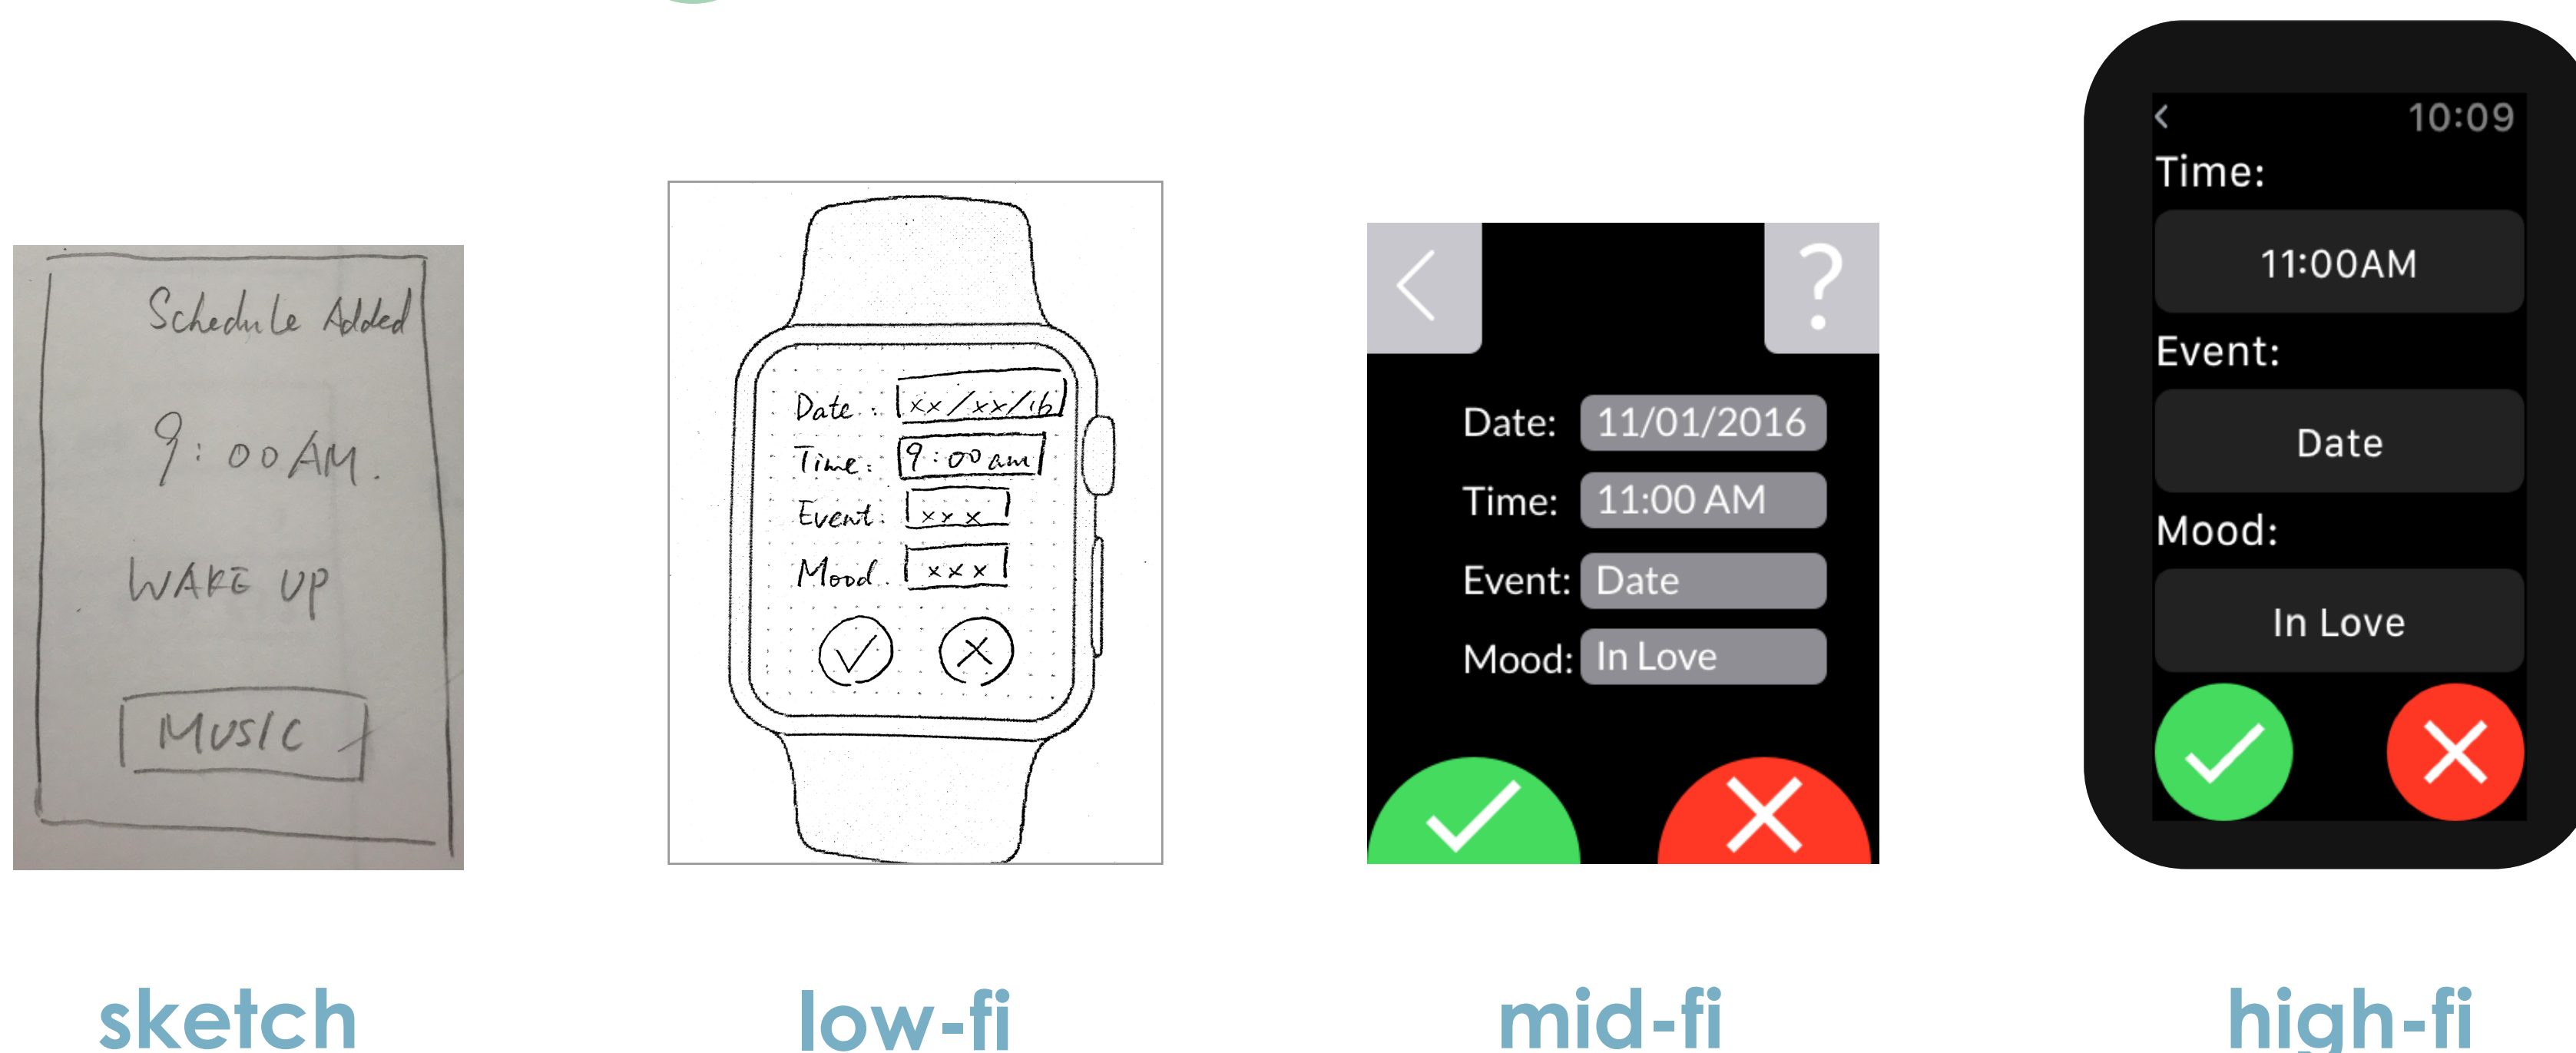 Schedule Added
9:00AM.
WAKE UP
MUSIC
sketch
Date: xx/xx/16
Time: 9:00am
Event: xxx
Mood: xxx
low-fi
< ?
Date: 11/01/2016
Time: 11:00 AM
Event: Date
Mood: In Love
mid-fi
< 10:09
Time:
11:00AM
Event:
Date
Mood:
In Love
high-fi